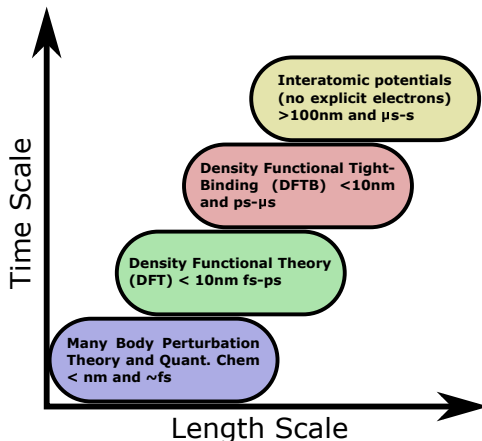 Interatomic potentials
(no explicit electrons)
>100nm and μs-s
Density Functional Tight-
Binding (DFTB) <10nm
and ps-μs
Density Functional Theory
(DFT) < 10nm fs-ps
Many Body Perturbation
Theory and Quant. Chem
< nm and ~fs
Time Scale
Length Scale